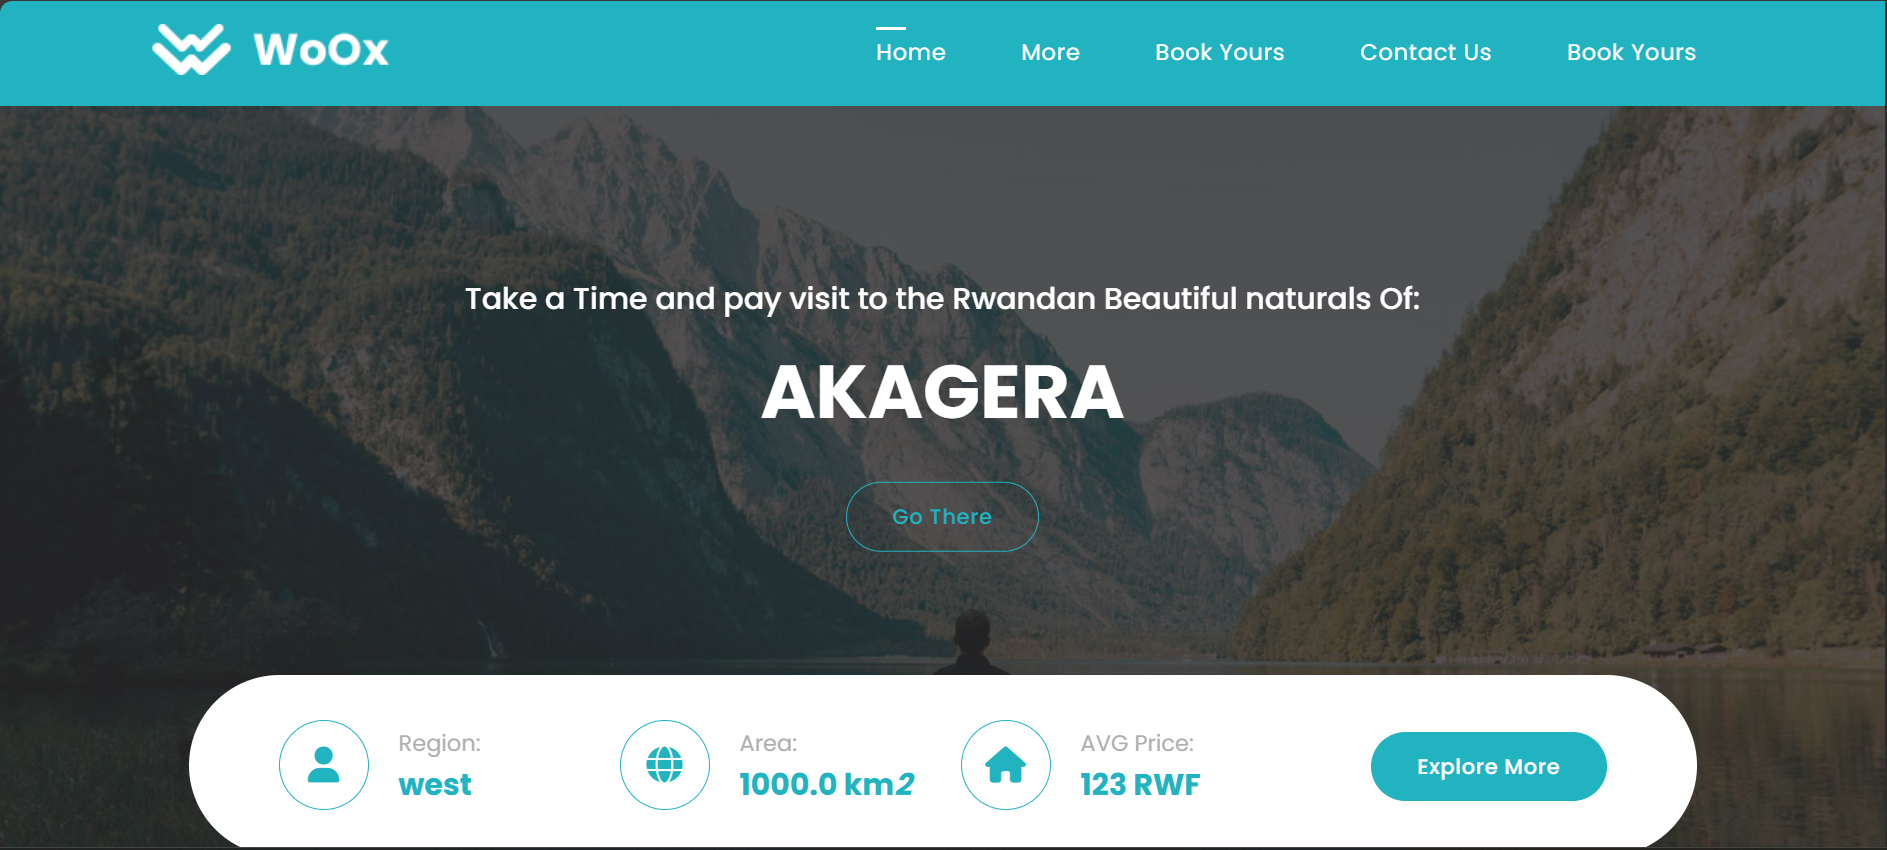 WoOx
Home More Book Yours Contact Us Book Yours
Take a Time and pay visit to the Rwandan Beautiful naturals Of:
AKAGERA
Go There
Region:
west
Area:
1000.0 km2
AVG Price:
123 RWF
Explore More